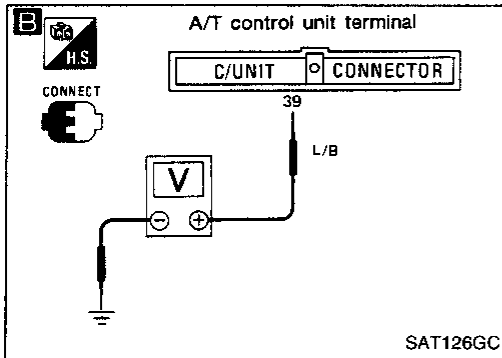 B
A/T control unit terminal
H.S.
C/UNIT CONNECTOR
CONNECT
39
L/B
V
- +
SAT126GC